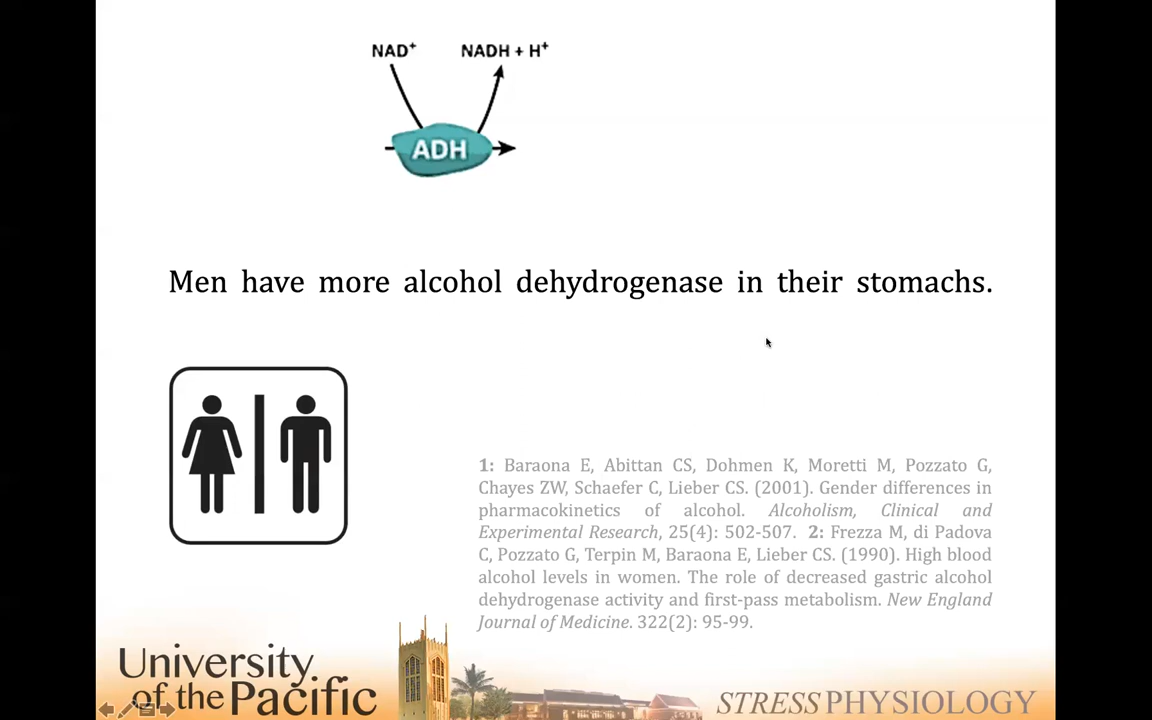 NAD⁺ NADH + H⁺
ADH
Men have more alcohol dehydrogenase in their stomachs.
1: Baraona E, Abittan CS, Dohmen K, Moretti M, Pozzato G,
Chayes ZW, Schaefer C, Lieber CS. (2001). Gender differences in
pharmacokinetics of alcohol. Alcoholism, Clinical and
Experimental Research, 25(4): 502-507. 2: Frezza M, di Padova
C, Pozzato G, Terpin M, Baraona E, Lieber CS. (1990). High blood
alcohol levels in women. The role of decreased gastric alcohol
dehydrogenase activity and first-pass metabolism. New England
Journal of Medicine. 322(2): 95-99.
University
of the Pacific
STRESSPHYSIOLOGY